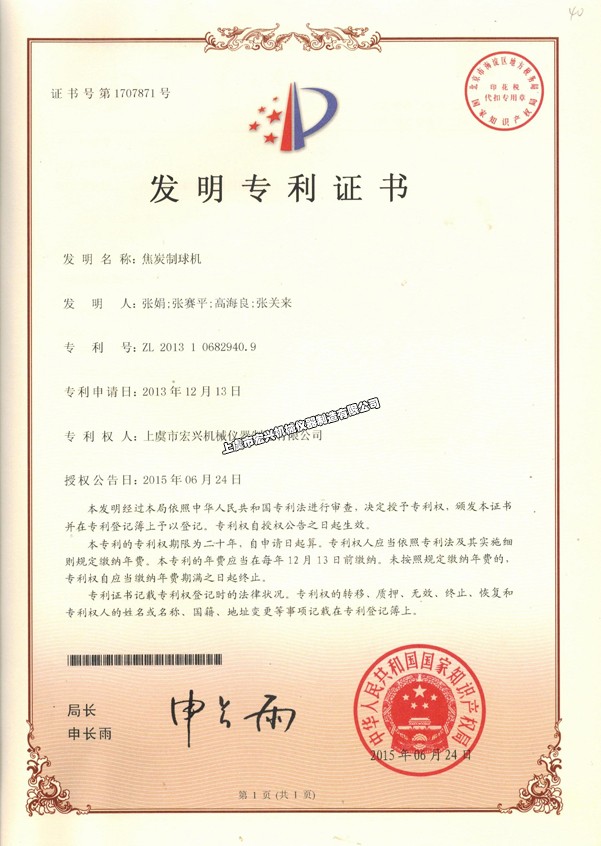 40
证书号第1707871号
北京市海淀区地方税务局
印花税
代扣专用章
国家知识产权局
发明专利证书
发明名称:焦炭制球机
发明人:张娟;张赛平;高海良;张关来
专利号:ZL 2013 1 0682940.9
专利申请日:2013年12月13日
专利权人:上虞市宏兴机械仪器制造有限公司
上虞市宏兴机械仪器制造有限公司
授权公告日:2015年06月24日
本发明经过本局依照中华人民共和国专利法进行审查，决定授予专利权，颁发本证书
并在专利登记簿上予以登记。专利权自授权公告之日起生效。
本专利的专利权期限为二十年，自申请日起算。专利权人应当依照专利法及其实施细
则规定缴纳年费。本专利的年费应当在每年12月13日前缴纳。未按照规定缴纳年费的，
专利权自应当缴纳年费期满之日起终止。
专利证书记载专利权登记时的法律状况。专利权的转移、质押、无效、终止、恢复和
专利权人的姓名或名称、国籍、地址变更等事项记载在专利登记簿上。
局长
申长雨
申长雨
中华人民共和国国家知识产权局
2015年06月24日
第1页(共1页)